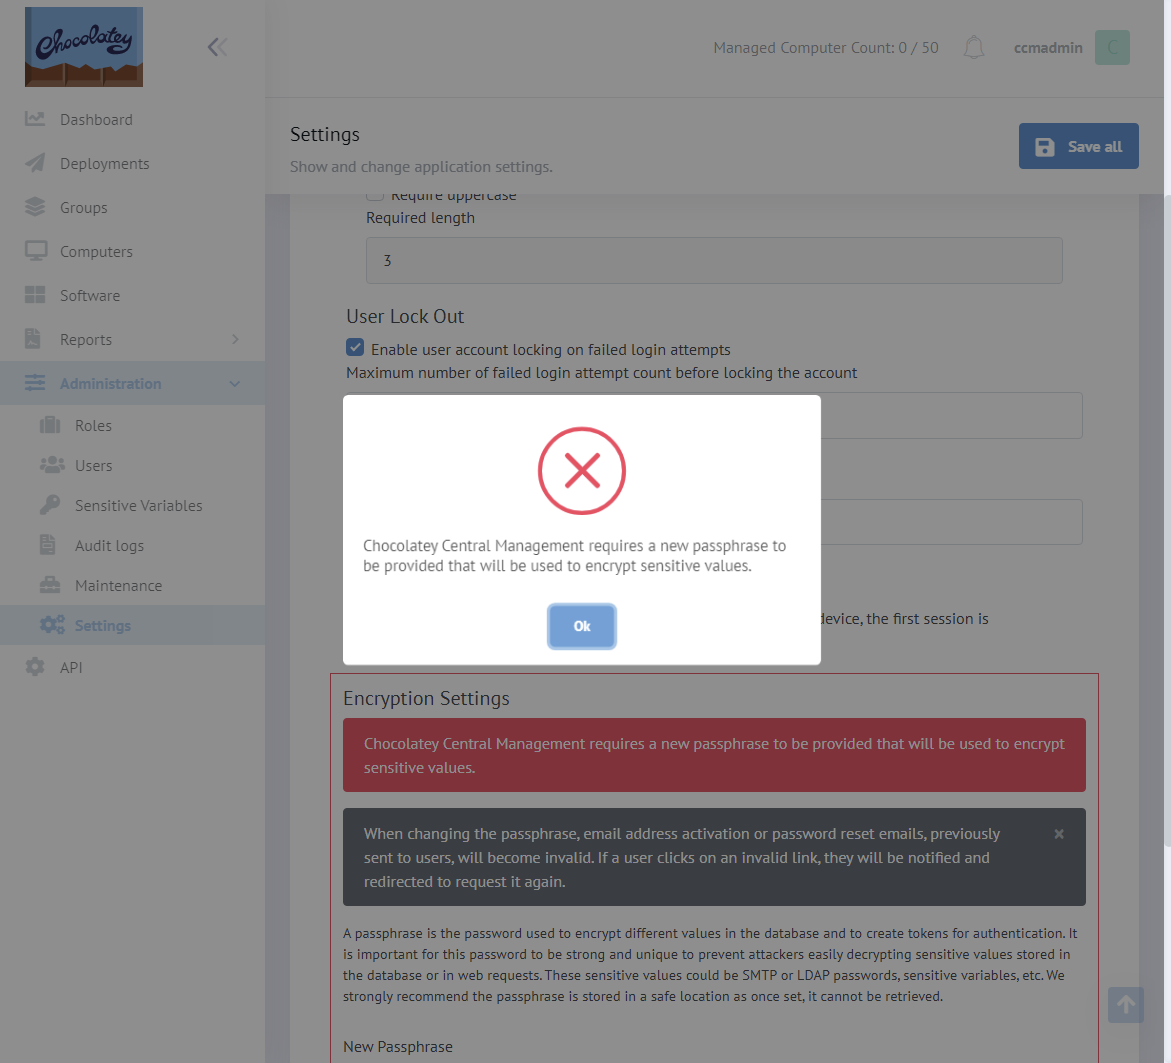 Chocolatey
Managed Computer Count: 0 / 50
ccmadmin
C
Dashboard
Deployments
Groups
Computers
Software
Reports
Administration
Roles
Users
Sensitive Variables
Audit logs
Maintenance
Settings
API
Settings
Show and change application settings.
Save all
Require uppercase
Required length
3
User Lock Out
Enable user account locking on failed login attempts
Maximum number of failed login attempt count before locking the account
Chocolatey Central Management requires a new passphrase to
be provided that will be used to encrypt sensitive values.
Ok
device, the first session is
Encryption Settings
Chocolatey Central Management requires a new passphrase to be provided that will be used to encrypt
sensitive values.
When changing the passphrase, email address activation or password reset emails, previously
sent to users, will become invalid. If a user clicks on an invalid link, they will be notified and
redirected to request it again.
A passphrase is the password used to encrypt different values in the database and to create tokens for authentication. It
is important for this password to be strong and unique to prevent attackers easily decrypting sensitive values stored in
the database or in web requests. These sensitive values could be SMTP or LDAP passwords, sensitive variables, etc. We
strongly recommend the passphrase is stored in a safe location as once set, it cannot be retrieved.
New Passphrase